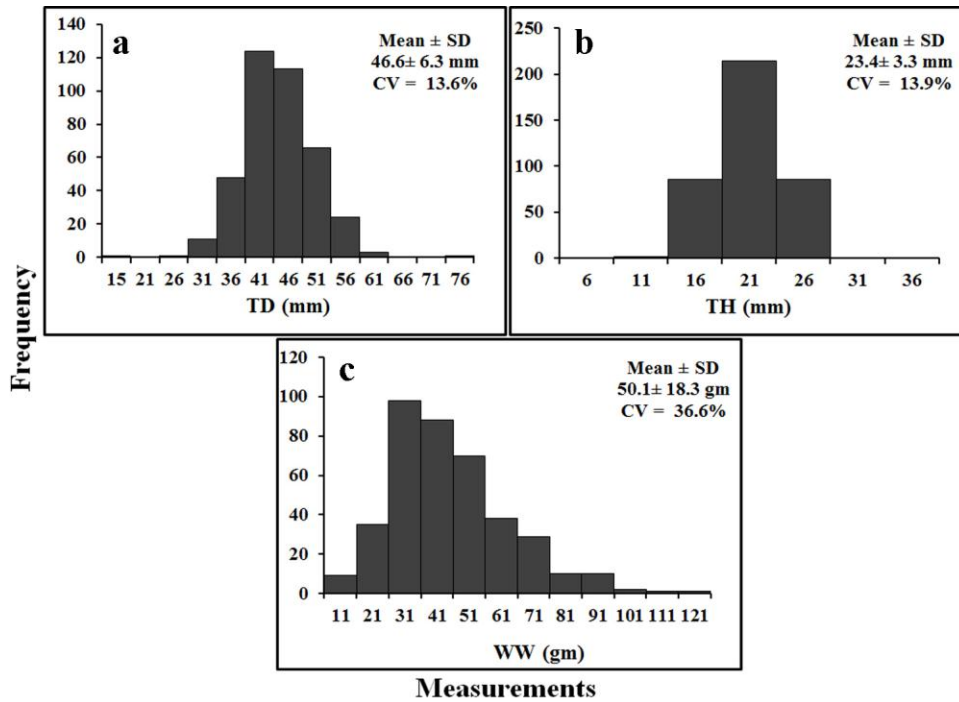 a
Mean ± SD
46.6± 6.3 mm
CV = 13.6%
140
120
100
80
60
40
20
0
15 21 26 31 36 41 46 51 56 61 66 71 76
TD (mm)
b
Mean ± SD
23.4± 3.3 mm
CV = 13.9%
250
200
150
100
50
0
6 11 16 21 26 31 36
TH (mm)
Frequency
c
Mean ± SD
50.1± 18.3 gm
CV = 36.6%
120
100
80
60
40
20
0
11 21 31 41 51 61 71 81 91 101 111 121
WW (gm)
Measurements